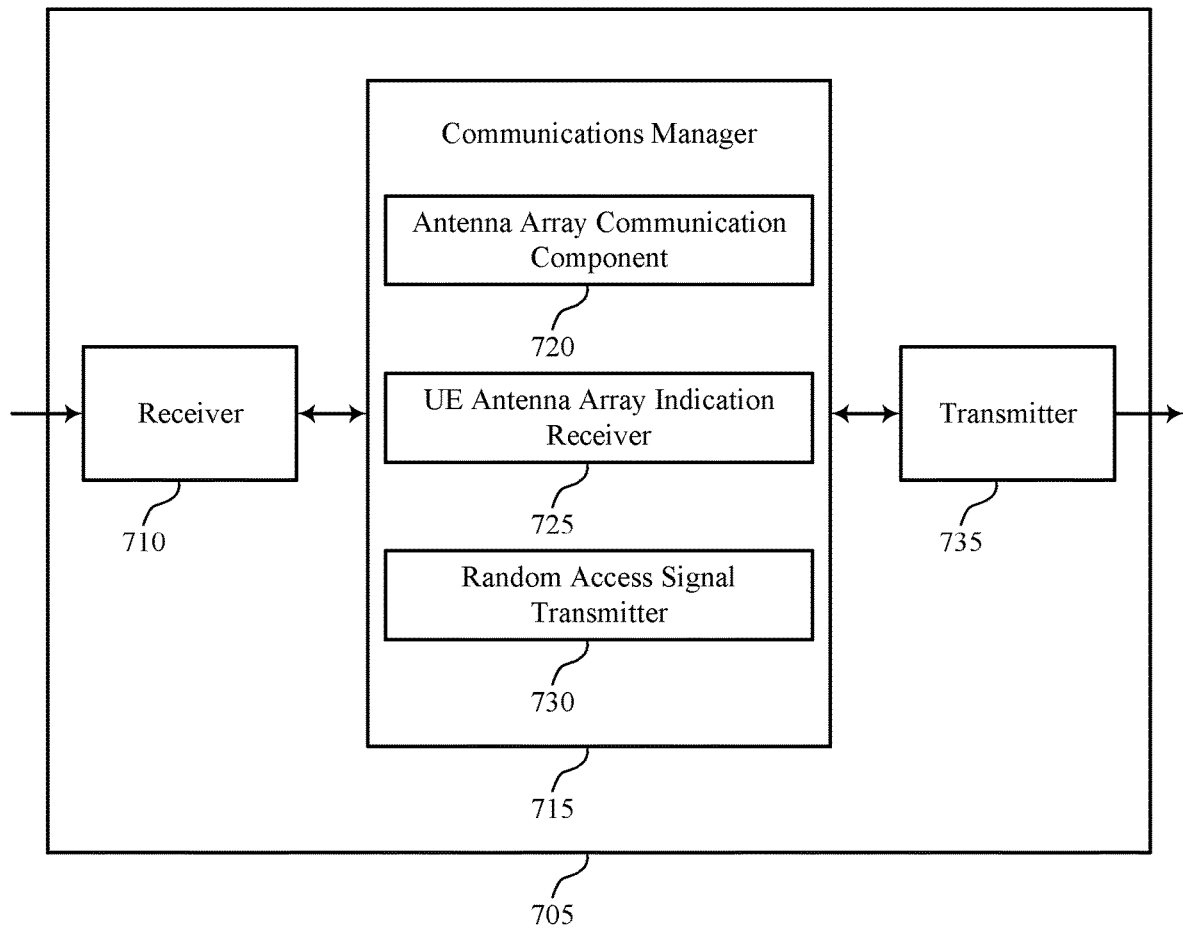 Communications Manager
Antenna Array Communication
Component
720
Receiver
710
UE Antenna Array Indication
Receiver
725
Transmitter
735
Random Access Signal
Transmitter
730
715
705